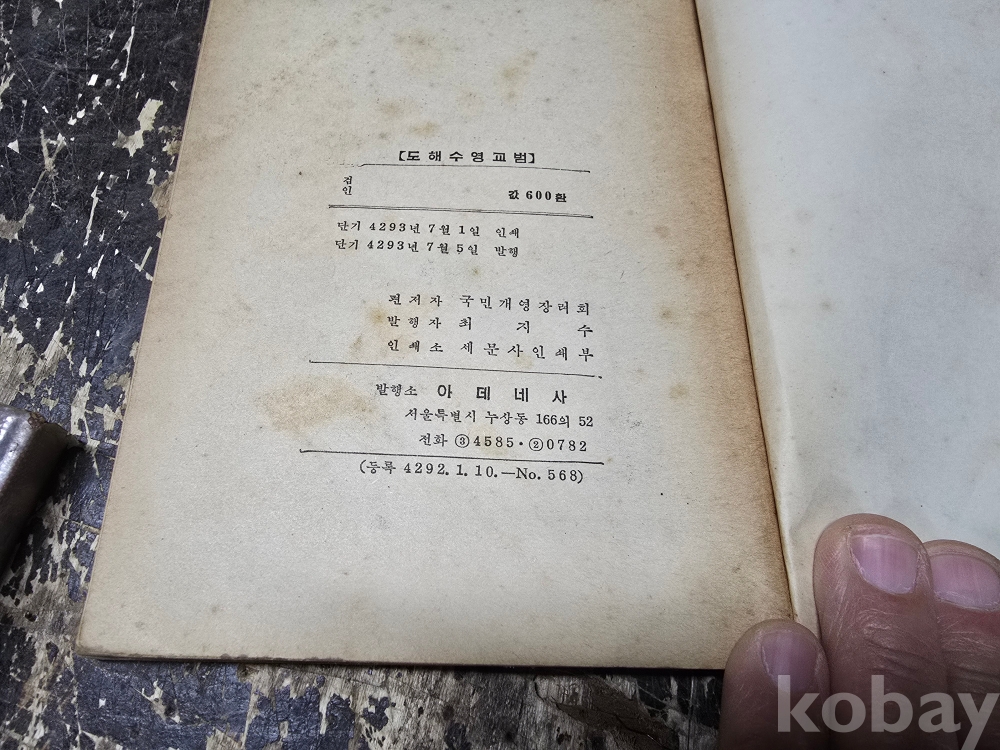 【도해수영교범】
검
인
값 600환
단기 4293년 7월 1일 인쇄
단기 4293년 7월 5일 발행
편저자 국민개영장려회
발행자 최 지 수
인쇄소 세문사인쇄부
발행소 아데네사
서울특별시 누상동 166의 52
전화 ③4585·②0782
(등록 4292. 1. 10.—No. 568)
kobay